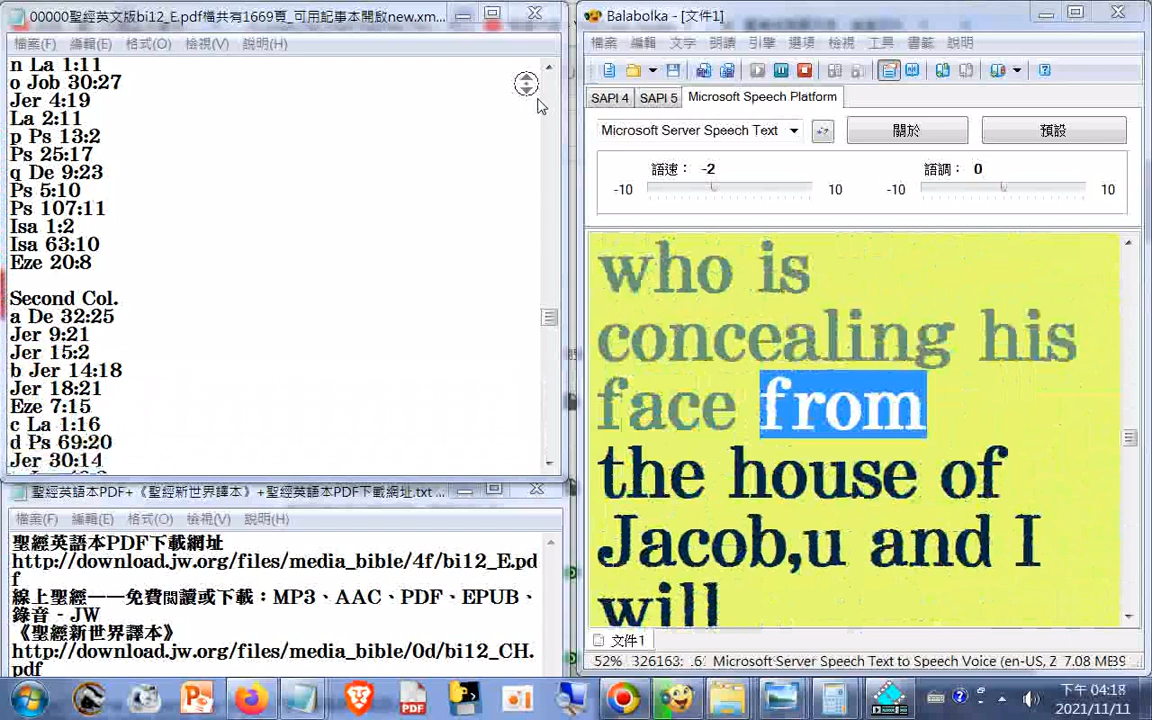 00000聖經英文版bi12_E.pdf檔共有1669頁_可用記事本開啟new.xm...
檔案(F) 編輯(E) 格式(O) 檢視(V) 說明(H)
n La 1:11
o Job 30:27
Jer 4:19
La 2:11
p Ps 13:2
Ps 25:17
q De 9:23
Ps 5:10
Ps 107:11
Isa 1:2
Isa 63:10
Eze 20:8
Second Col.
a De 32:25
Jer 9:21
Jer 15:2
b Jer 14:18
Jer 18:21
Eze 7:15
c La 1:16
d Ps 69:20
Jer 30:14
聖經英語本PDF+《聖經新世界譯本》+聖經英語本PDF下載網址.txt ...
檔案(F) 編輯(E) 格式(O) 檢視(V) 說明(H)
聖經英語本PDF下載網址
http://download.jw.org/files/media_bible/4f/bi12_E.pd
f
線上聖經——免費閱讀或下載：MP3、AAC、PDF、EPUB、
錄音 - JW
《聖經新世界譯本》
http://download.jw.org/files/media_bible/0d/bi12_CH.
pdf
Balabolka - [文件1]
檔案 編輯 文字 朗讀 引擎 選項 檢視 工具 書籤 說明
SAPI 4 SAPI 5 Microsoft Speech Platform
Microsoft Server Speech Text 關於 預設
語速： -2 語調： 0
-10 10 -10 10
who is
concealing his
face from
the house of
Jacob,u and I
will
文件1
52% 326163: Microsoft Server Speech Text to Speech Voice (en-US, Z 7.08 MB
下午 04:18
2021/11/11